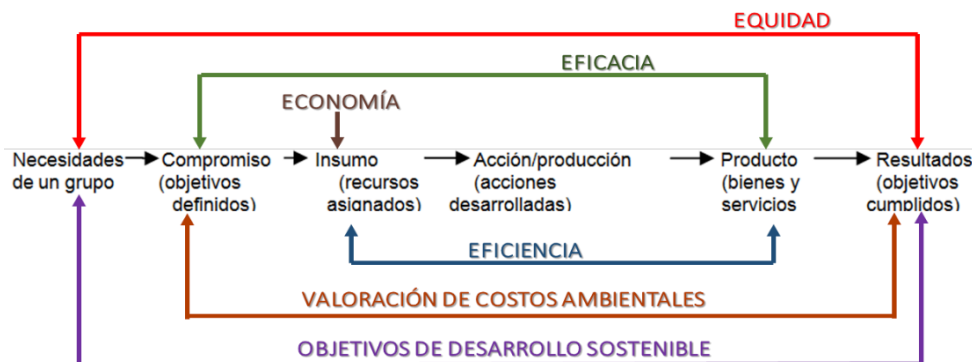 EQUIDAD
EFICACIA
ECONOMÍA
Necesidades de un grupo
Compromiso (objetivos definidos)
Insumo (recursos asignados)
Acción/producción (acciones desarrolladas)
Producto (bienes y servicios
Resultados (objetivos cumplidos)
EFICIENCIA
VALORACIÓN DE COSTOS AMBIENTALES
OBJETIVOS DE DESARROLLO SOSTENIBLE